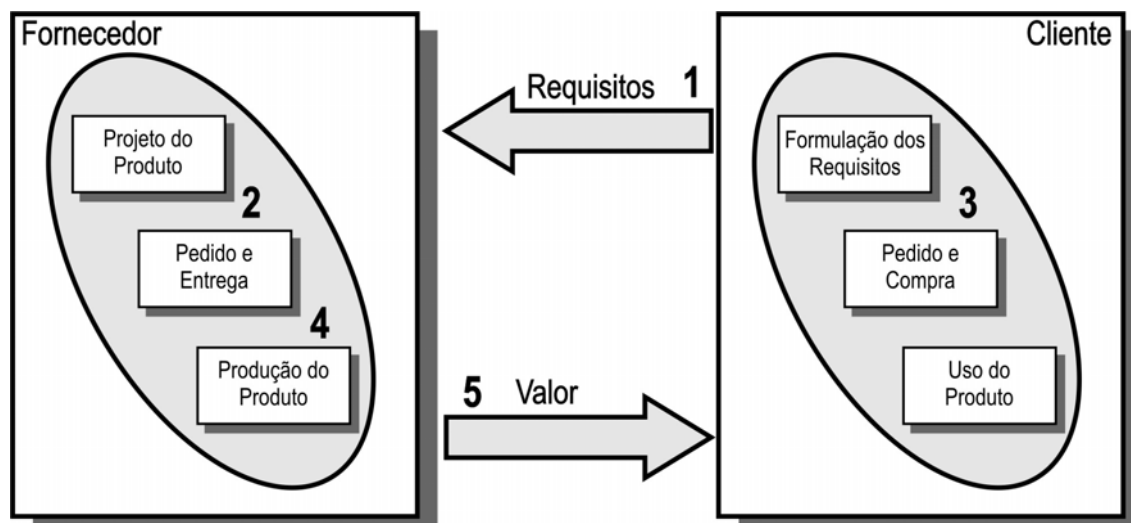 Fornecedor
Cliente
Requisitos 1
Projeto do
Produto
2
Pedido e
Entrega
4
Produção do
Produto
Formulação dos
Requisitos
3
Pedido e
Compra
Uso do
Produto
5 Valor